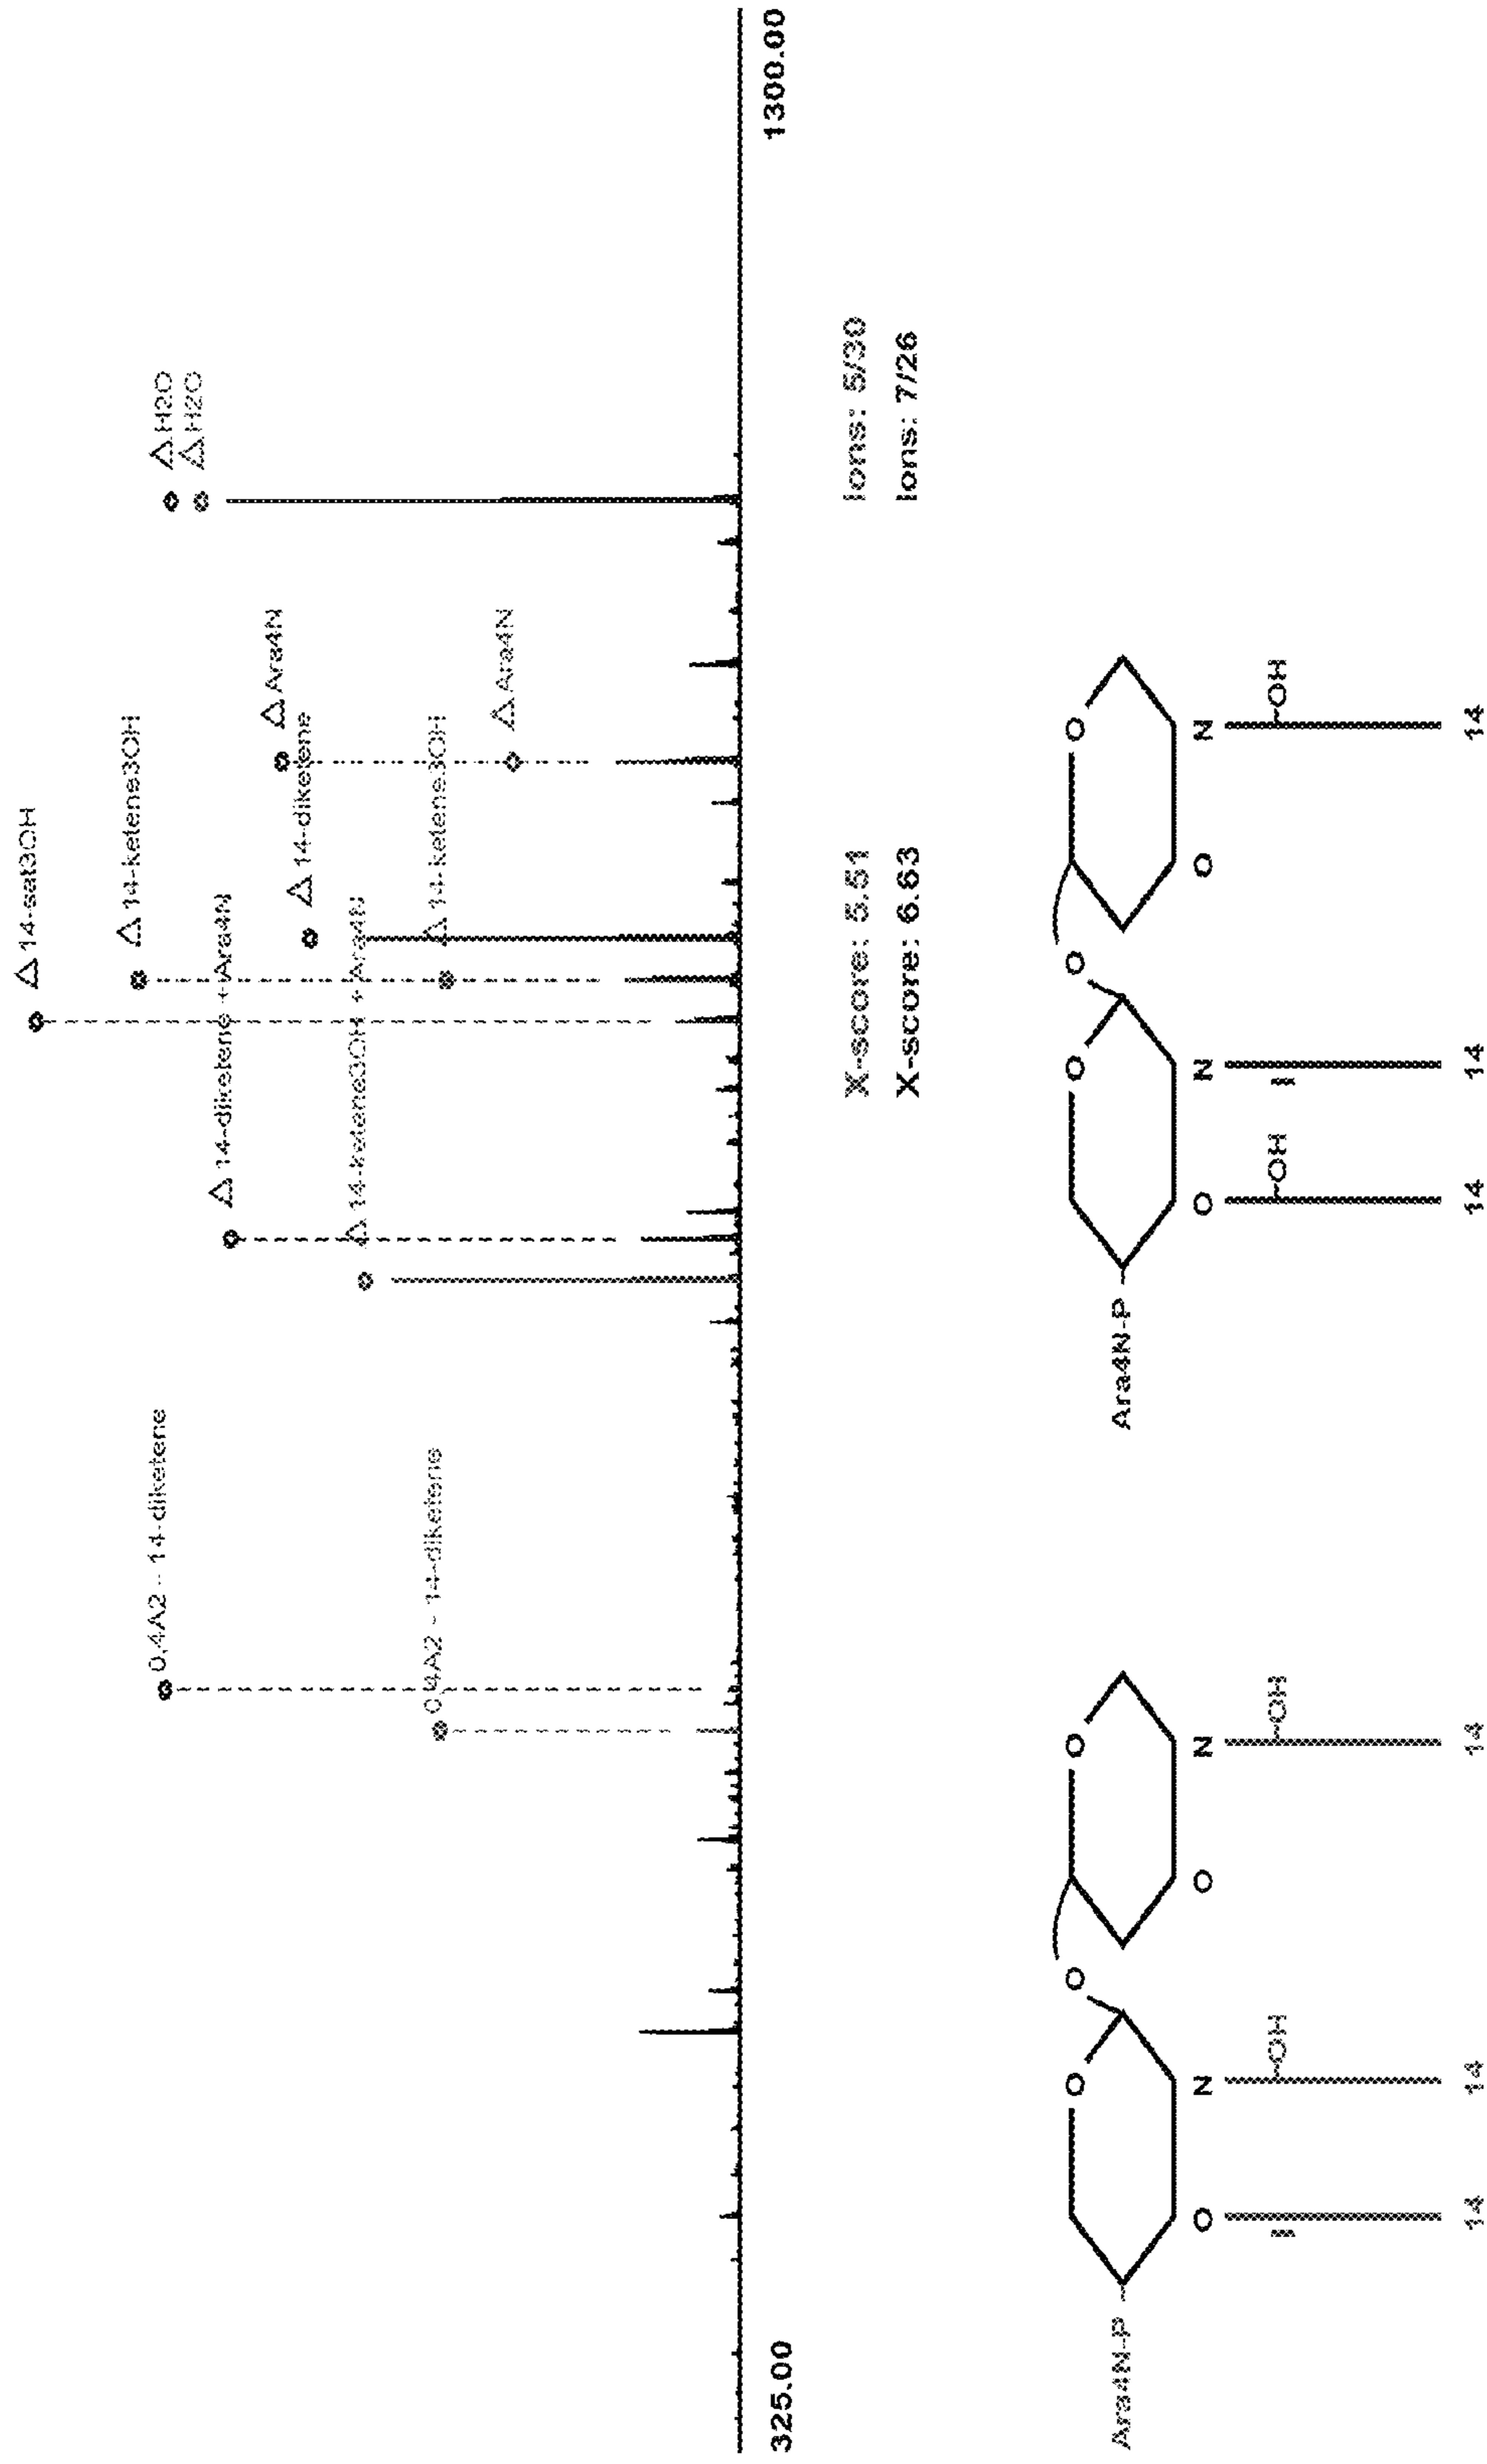 △ 14-sat3OH
△ 14-ketene3OH
0,4A2 - 14-diketene
△ H2O
△ H2O
△ 14-diketene + Ara4N
△ Ara4N
△ 14-diketene
△ 14-ketene3OH + Ara4N
0,4A2 - 14-diketene
△ 14-ketene3OH
△ Ara4N
325.00
1300.00
X-score: 5.51
Ions: 5/30
X-score: 6.63
Ions: 7/26
O O O
O O O
Ara4N-P
Ara4N-P
O N O N
O N O N
= OH OH
OH = OH
14 14 14
14 14 14